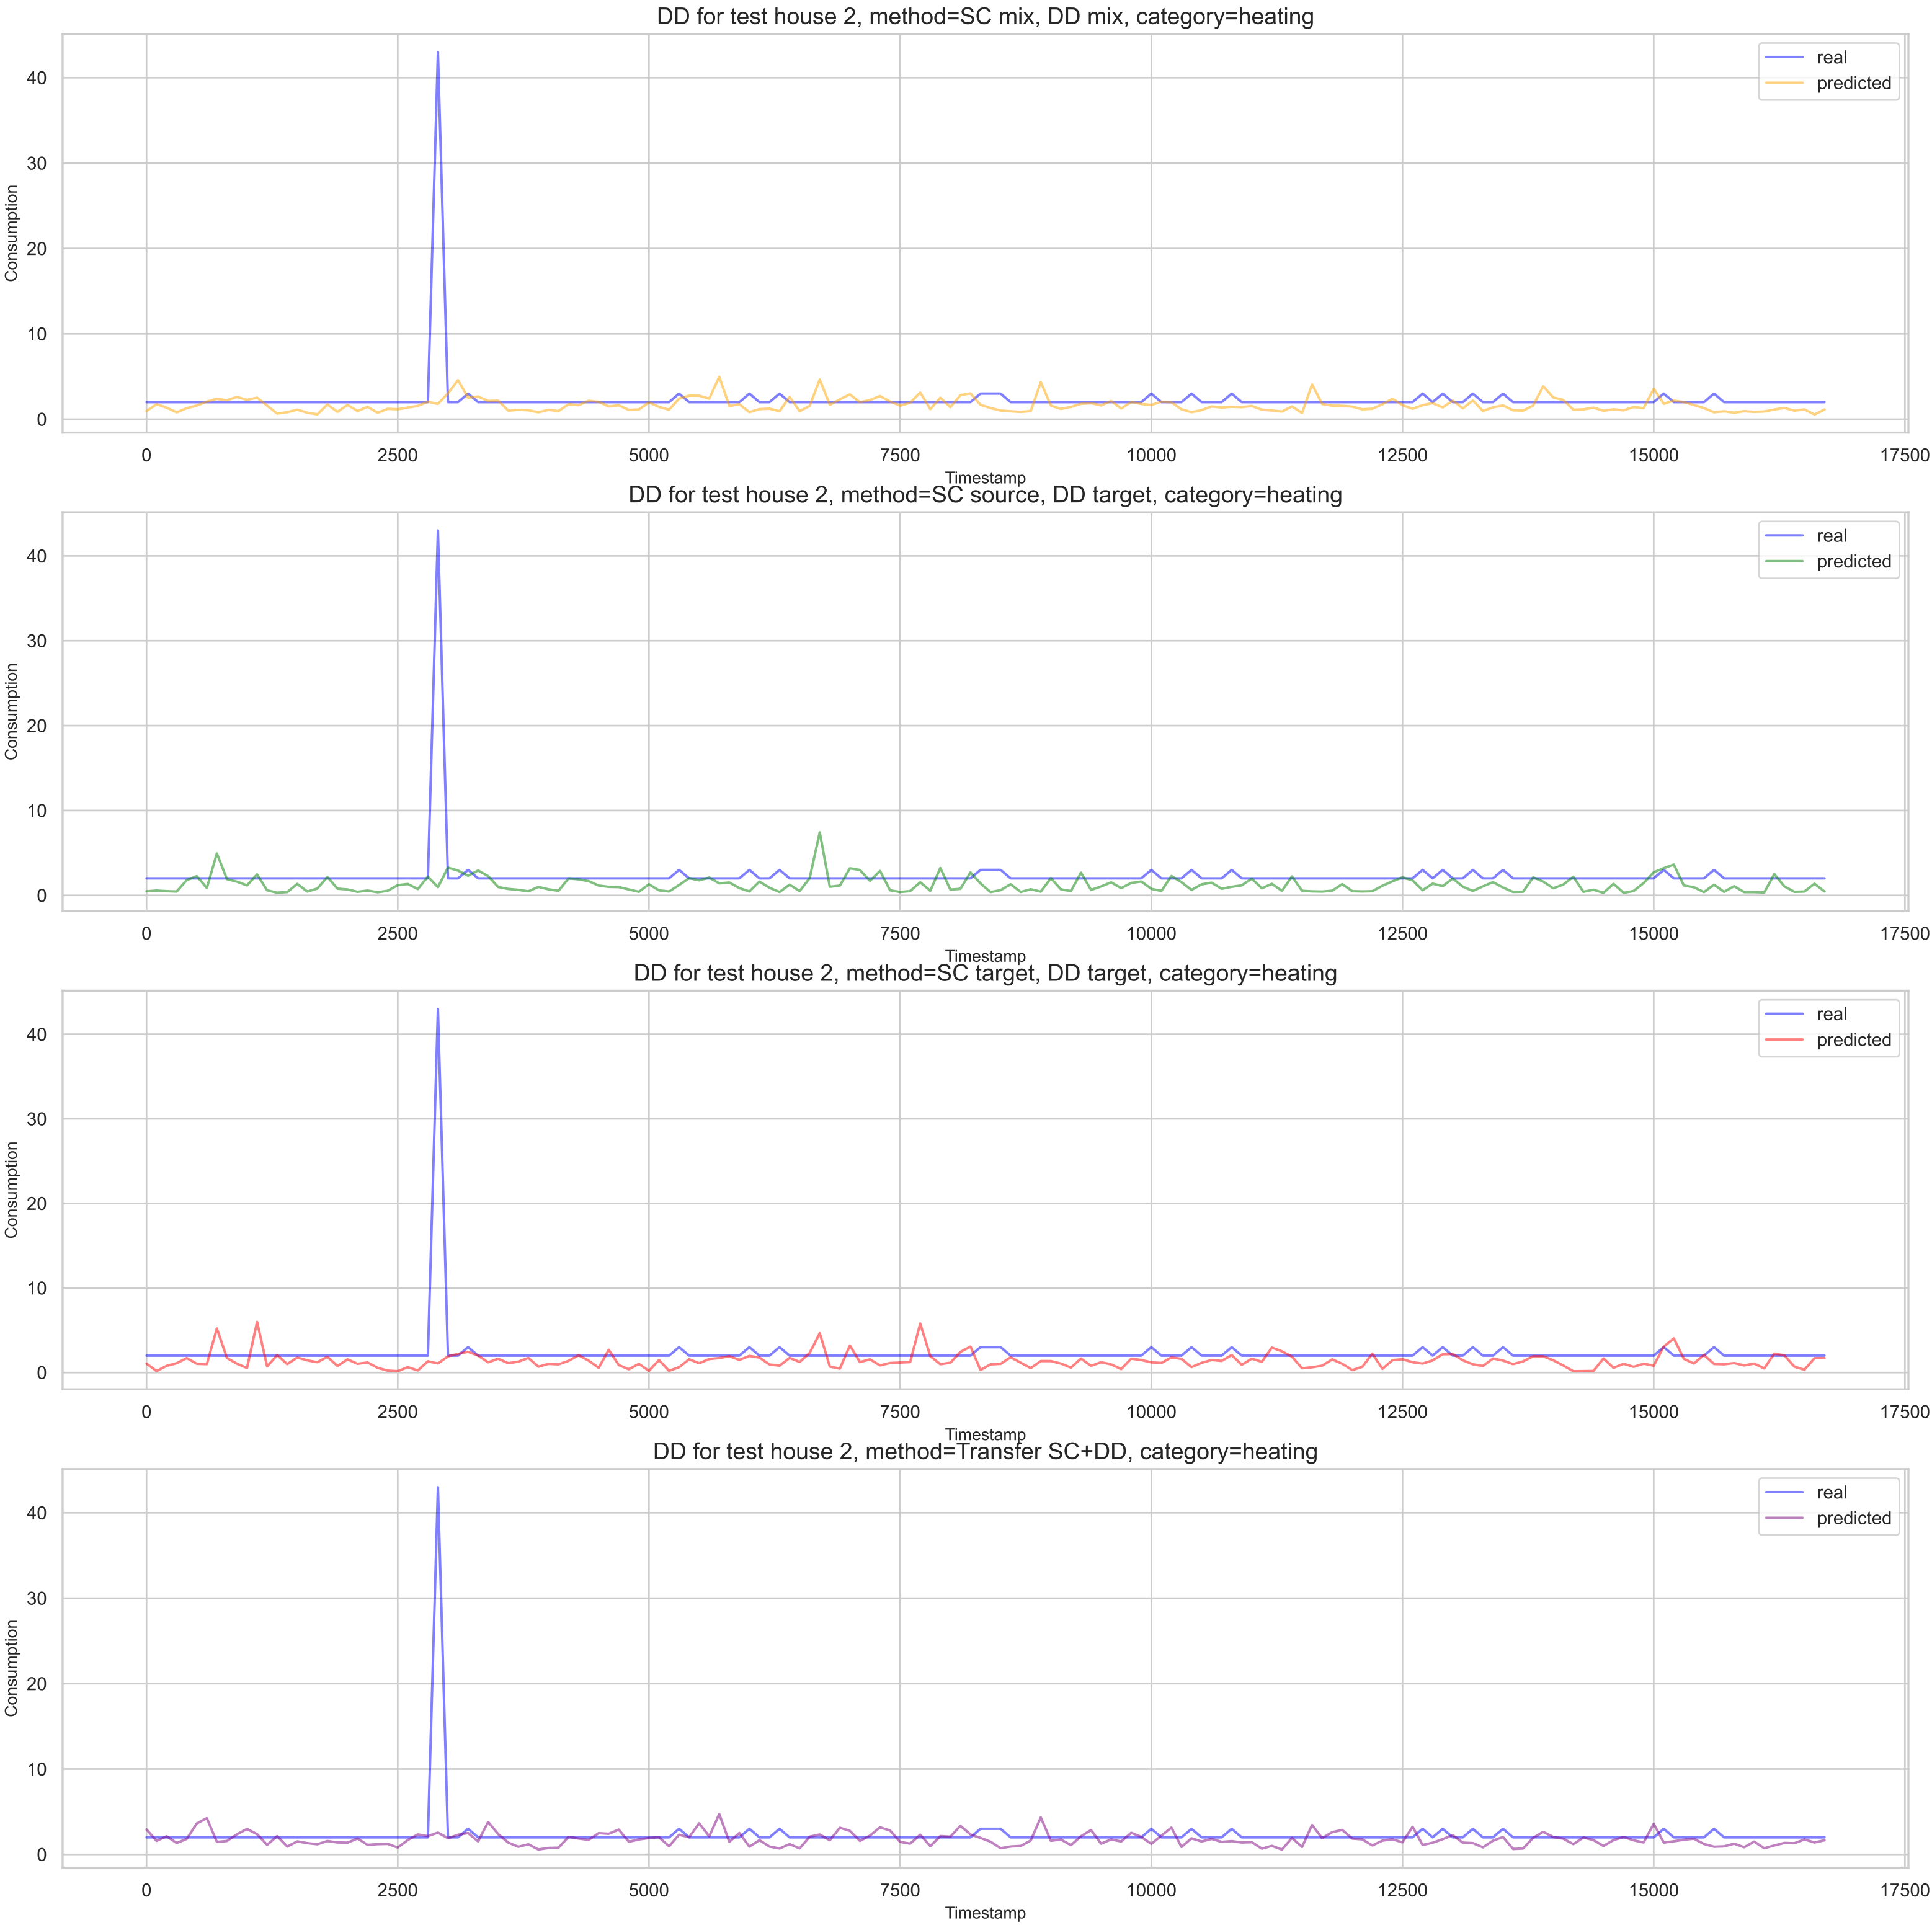 DD for test house 2, method=SC mix, DD mix, category=heating
real
predicted
40
30
20
10
0
Consumption
0 2500 5000 7500 10000 12500 15000 17500
Timestamp
DD for test house 2, method=SC source, DD target, category=heating
real
predicted
40
30
20
10
0
Consumption
0 2500 5000 7500 10000 12500 15000 17500
Timestamp
DD for test house 2, method=SC target, DD target, category=heating
real
predicted
40
30
20
10
0
Consumption
0 2500 5000 7500 10000 12500 15000 17500
Timestamp
DD for test house 2, method=Transfer SC+DD, category=heating
real
predicted
40
30
20
10
0
Consumption
0 2500 5000 7500 10000 12500 15000 17500
Timestamp